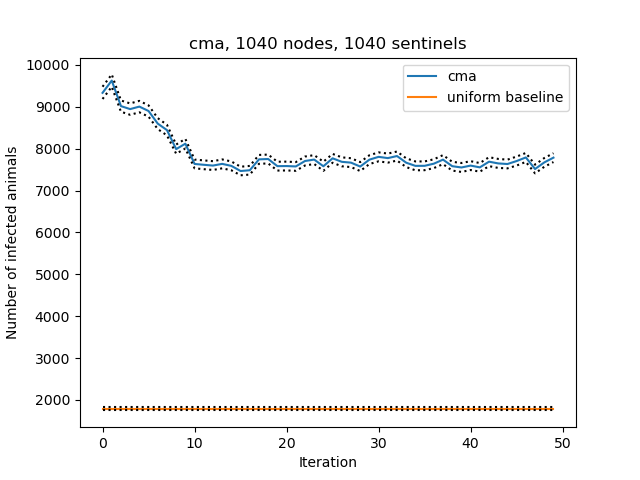 cma, 1040 nodes, 1040 sentinels
cma
uniform baseline
Number of infected animals
10000
9000
8000
7000
6000
5000
4000
3000
2000
0 10 20 30 40 50
Iteration